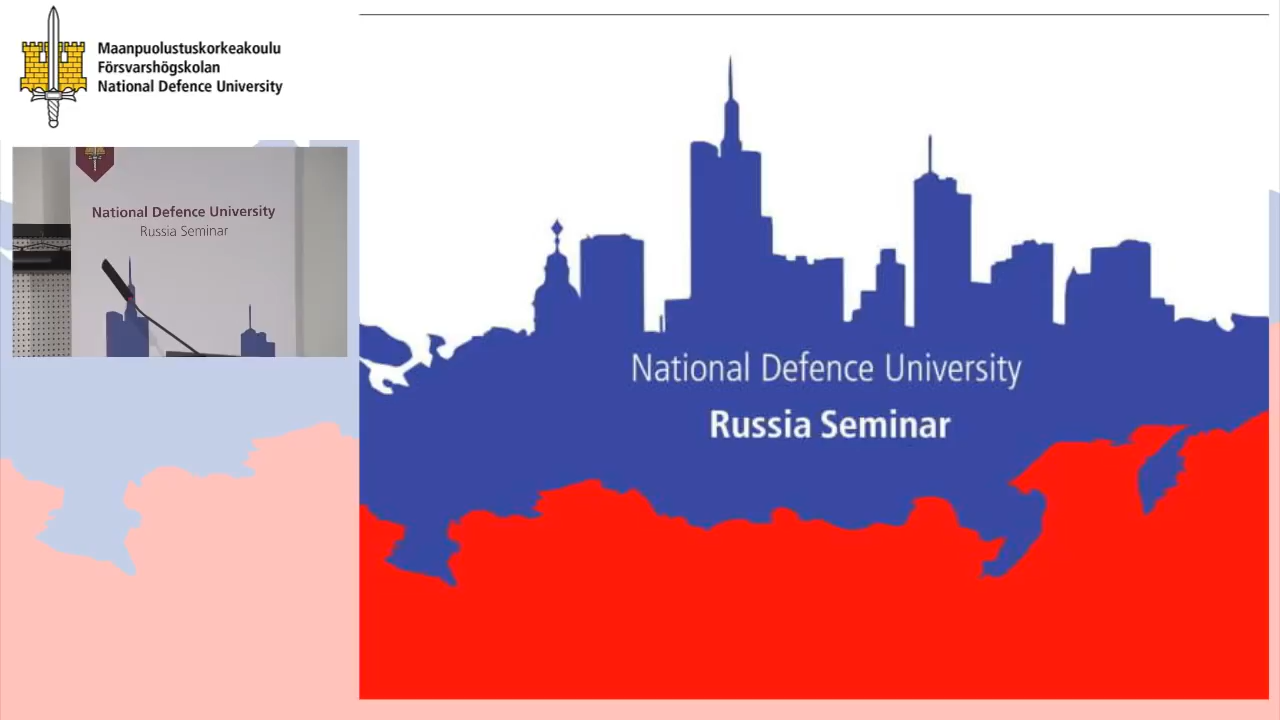 Maanpuolustuskorkeakoulu
Försvarshögskolan
National Defence University
National Defence University
Russia Seminar
National Defence University
Russia Seminar